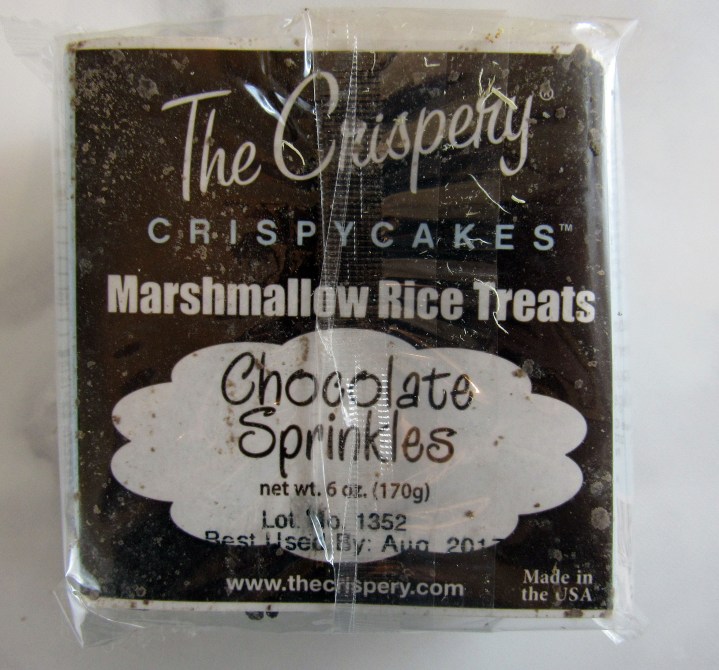 The Crispery®
CRISPYCAKES™
Marshmallow Rice Treats
Chocolate
Sprinkles
net wt. 6 oz. (170g)
Lot No. 1352
Best Used By: Aug 2017
www.thecrispery.com
Made in
the USA